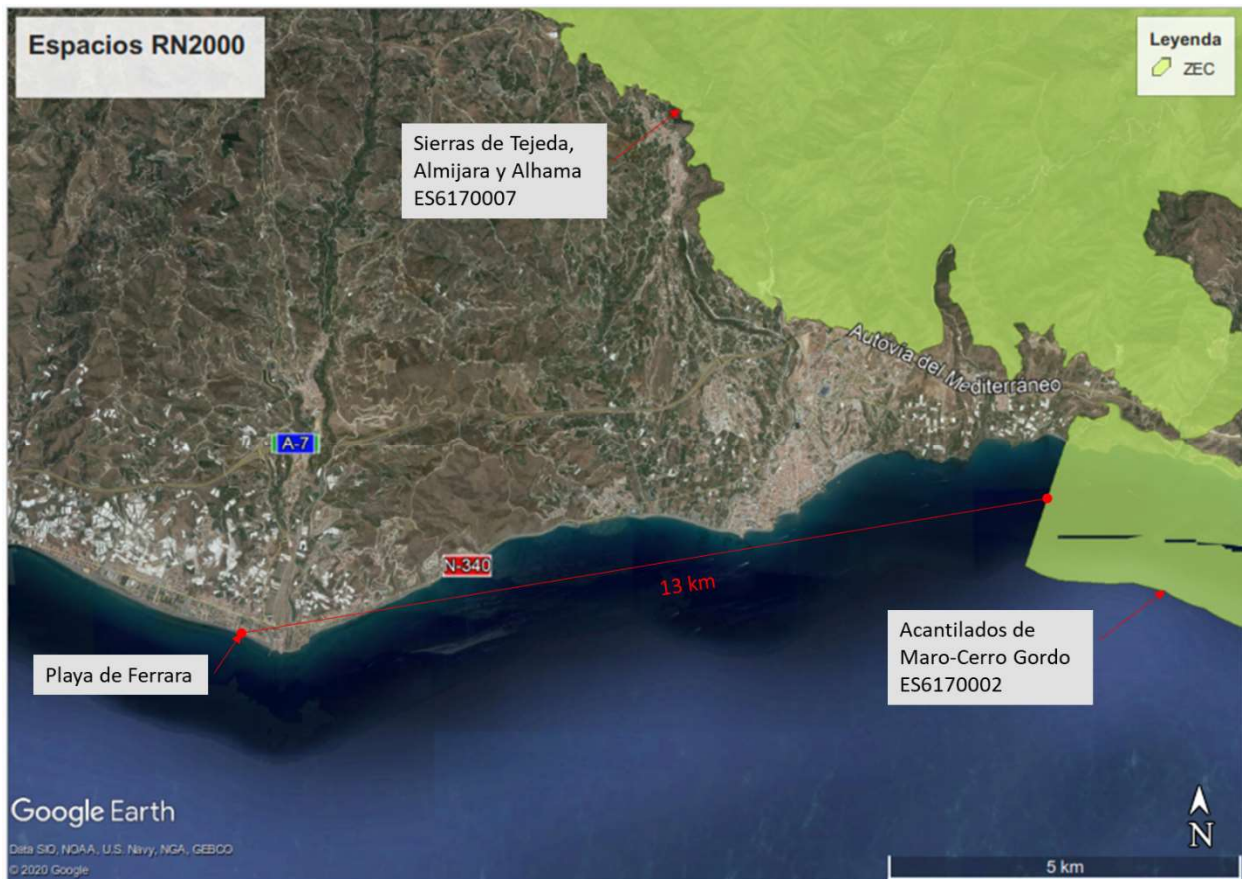 Espacios RN2000
Leyenda
ZEC
Sierras de Tejeda,
Almijara y Alhama
ES6170007
Autovía del Mediterráneo
A-7
N-340
13 km
Playa de Ferrara
Acantilados de
Maro-Cerro Gordo
ES6170002
Google Earth
Data SIO, NOAA, U.S. Navy, NGA, GEBCO
© 2020 Google
N
5 km